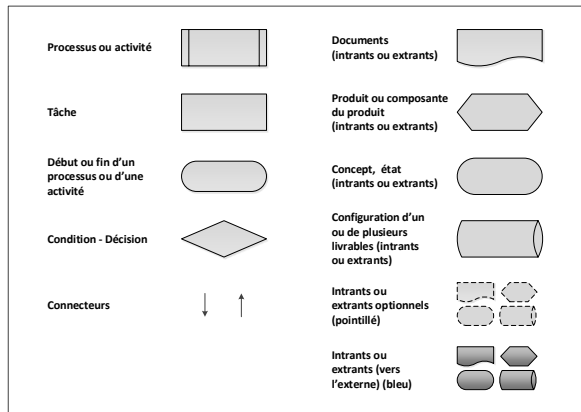 Processus ou activité
Tâche
Début ou fin d'un
processus ou d'une
activité
Condition - Décision
Connecteurs
Documents
(intrants ou extrants)
Produit ou composante
du produit
(intrants ou extrants)
Concept, état
(intrants ou extrants)
Configuration d'un
ou de plusieurs
livrables (intrants
ou extrants)
Intrants ou
extrants optionnels
(pointillé)
Intrants ou
extrants (vers
l'externe) (bleu)